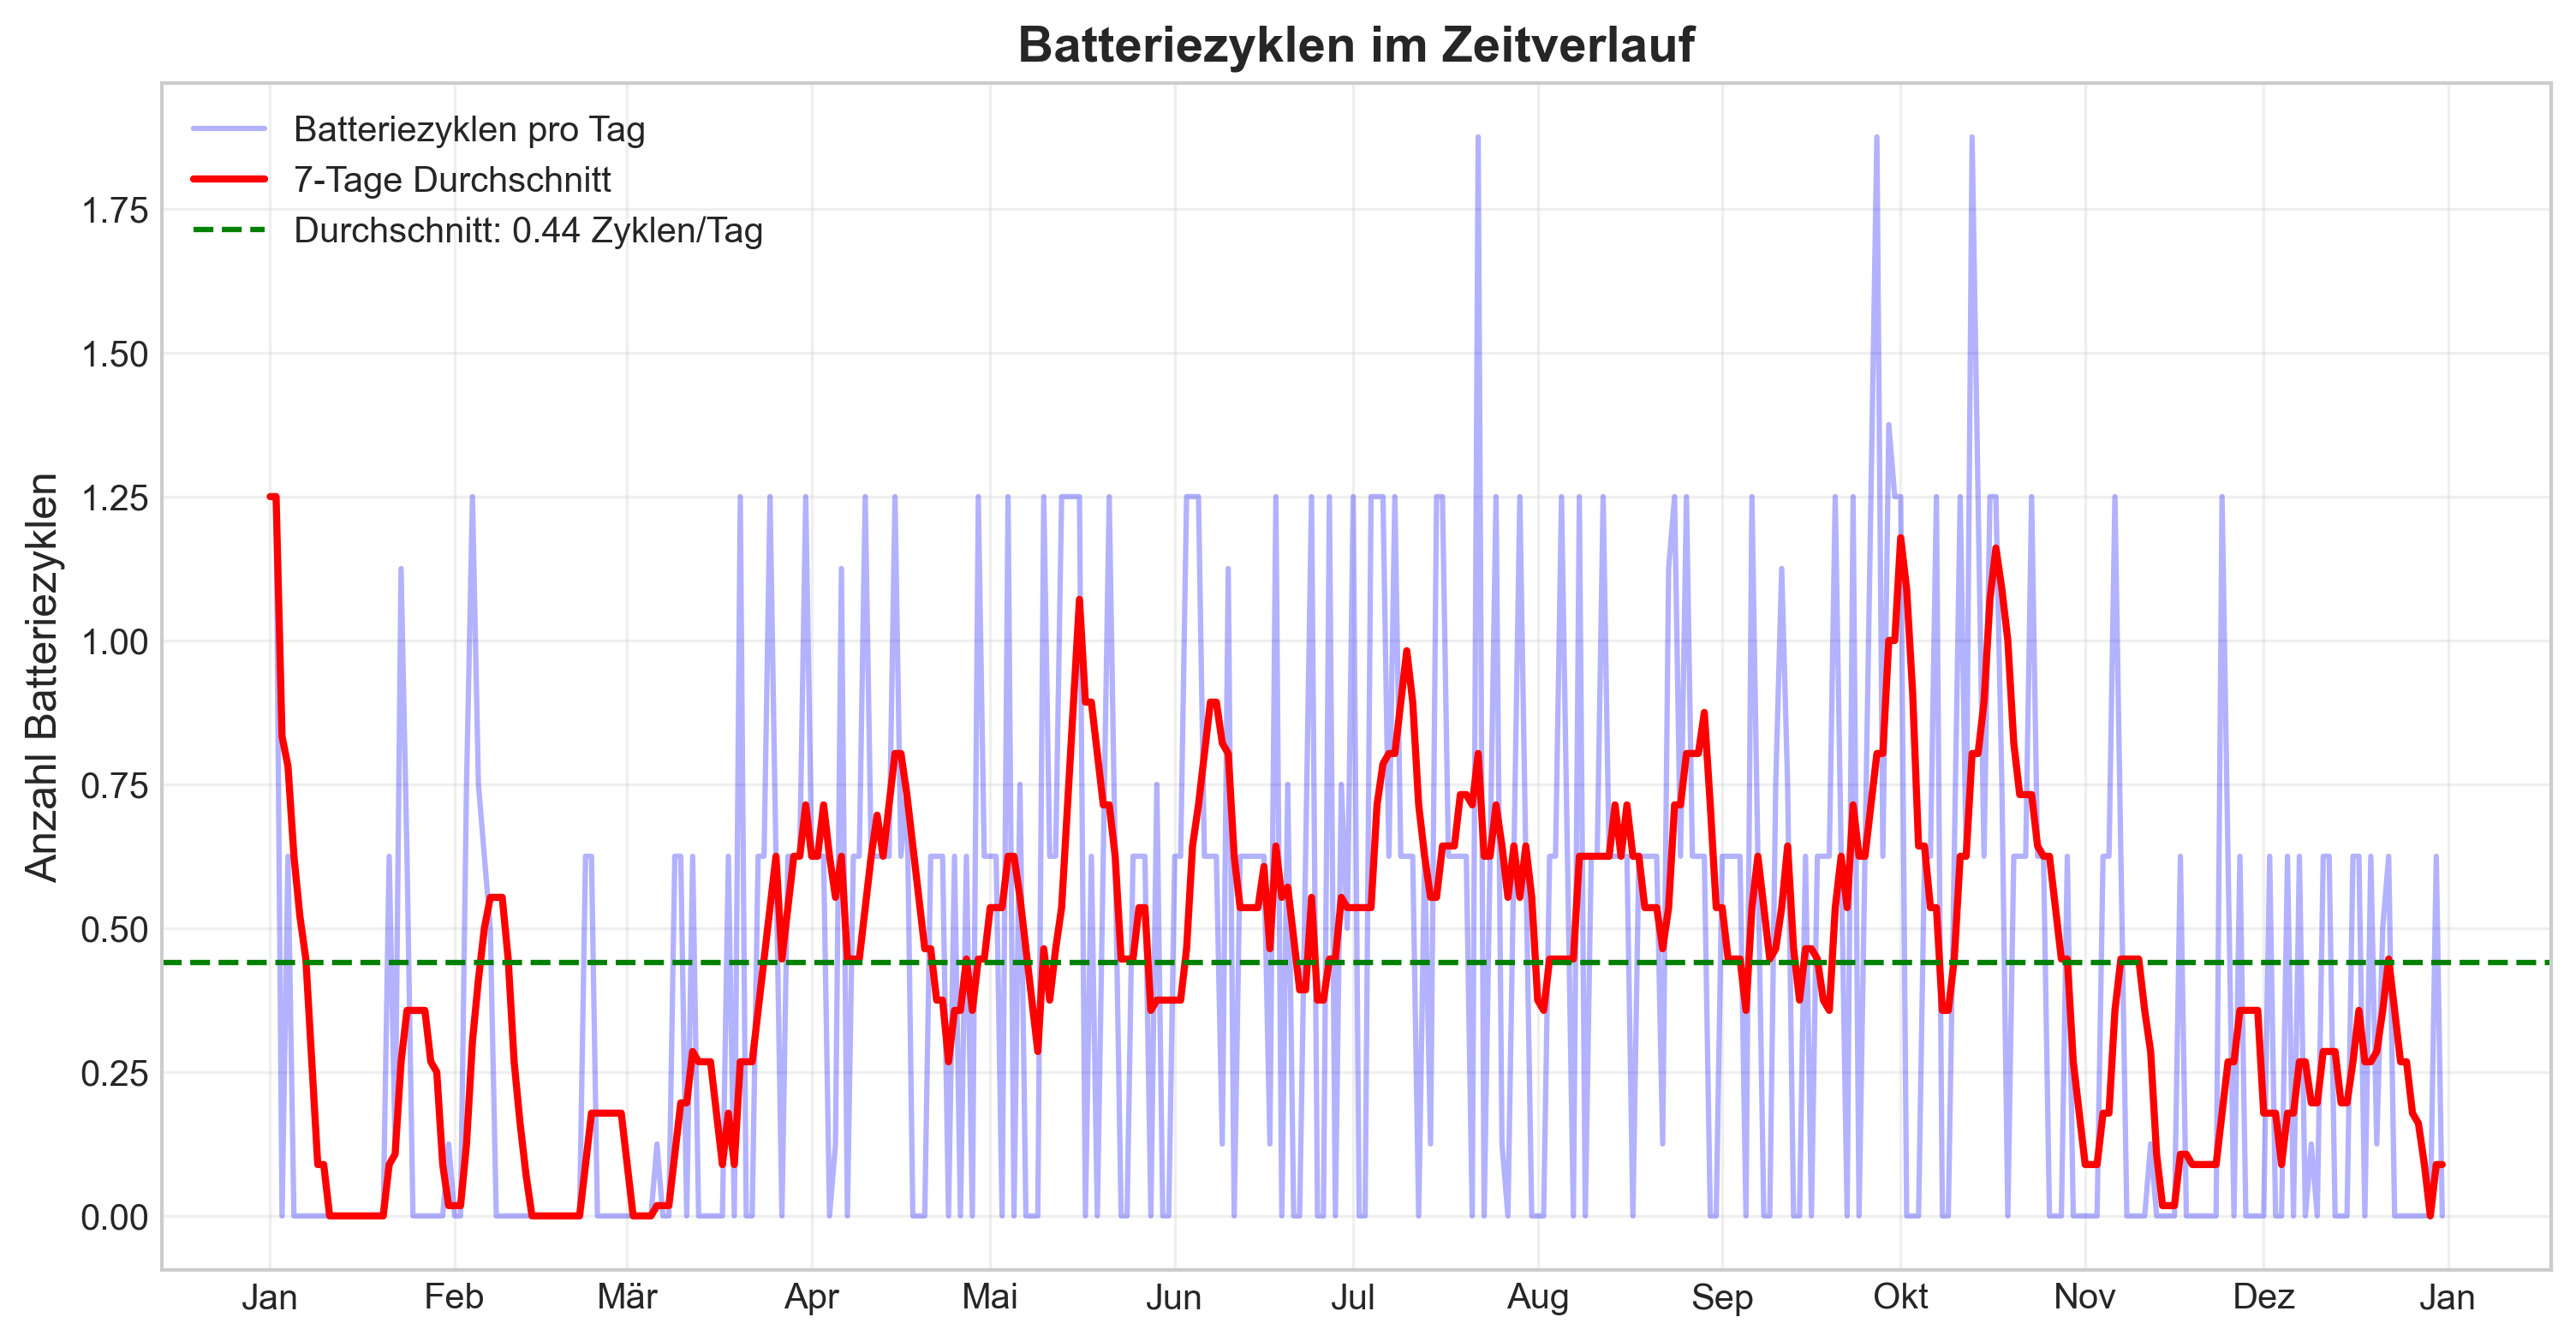 Batteriezyklen im Zeitverlauf
Batteriezyklen pro Tag
7-Tage Durchschnitt
Durchschnitt: 0.44 Zyklen/Tag
Anzahl Batteriezyklen
1.75
1.50
1.25
1.00
0.75
0.50
0.25
0.00
Jan Feb Mär Apr Mai Jun Jul Aug Sep Okt Nov Dez Jan